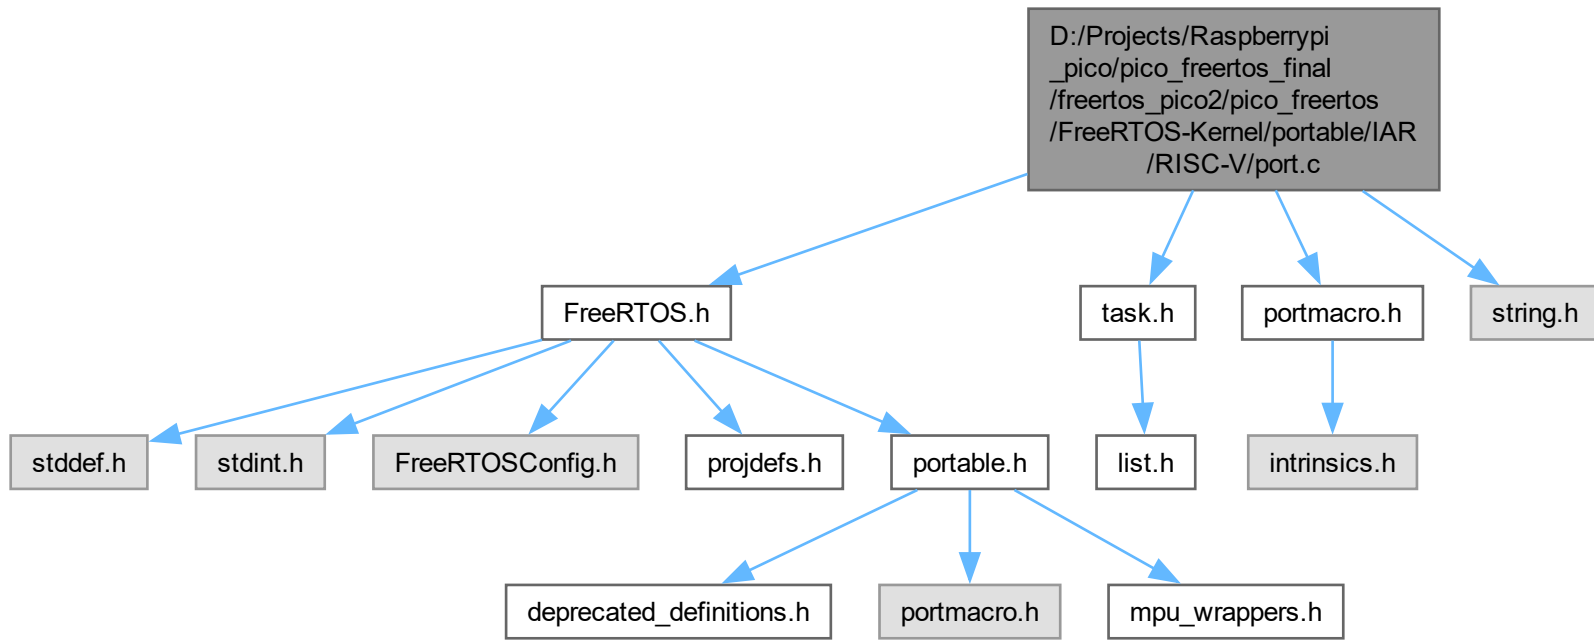 D:/Projects/Raspberrypi
_pico/pico_freertos_final
/freertos_pico2/pico_freertos
/FreeRTOS-Kernel/portable/IAR
/RISC-V/port.c
FreeRTOS.h
task.h
portmacro.h
string.h
stddef.h
stdint.h
FreeRTOSConfig.h
projdefs.h
portable.h
list.h
intrinsics.h
deprecated_definitions.h
portmacro.h
mpu_wrappers.h